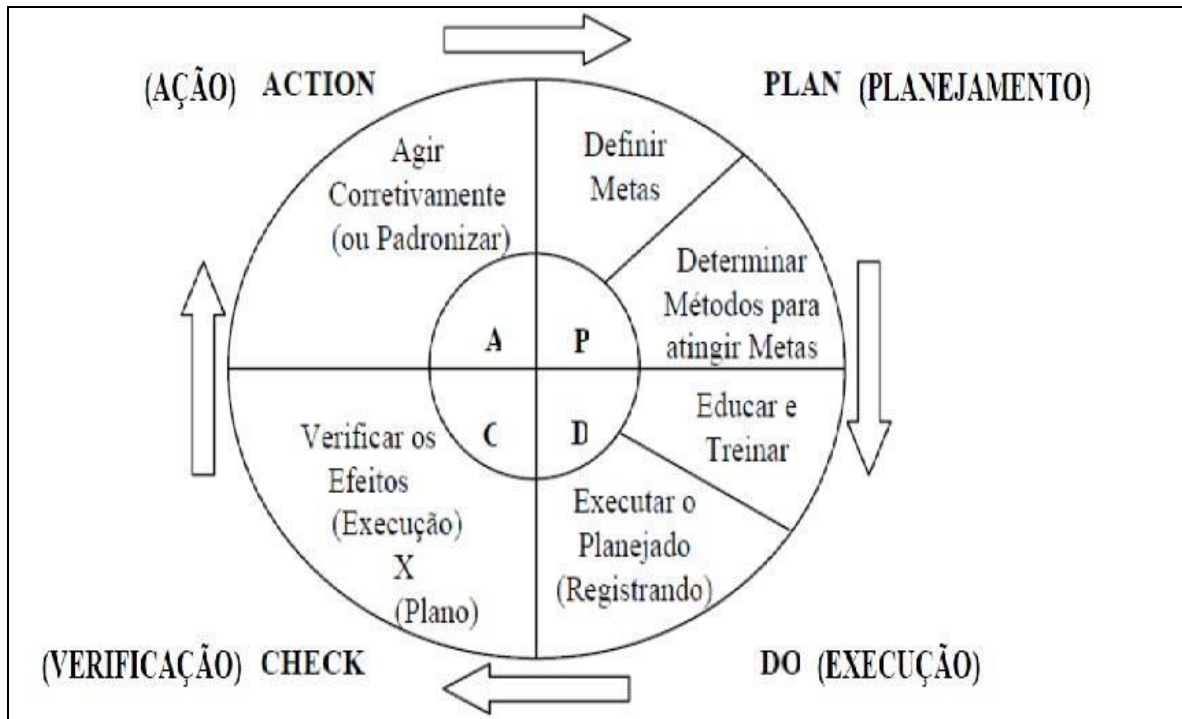 (AÇÃO) ACTION
PLAN (PLANEJAMENTO)
Agir
Corretivamente
(ou Padronizar)
Definir
Metas
Determinar
Métodos para
atingir Metas
A
P
C
D
Educar e
Treinar
Executar o
Planejado
(Registrando)
Verificar os
Efeitos
(Execução)
X
(Plano)
(VERIFICAÇÃO) CHECK
DO (EXECUÇÃO)